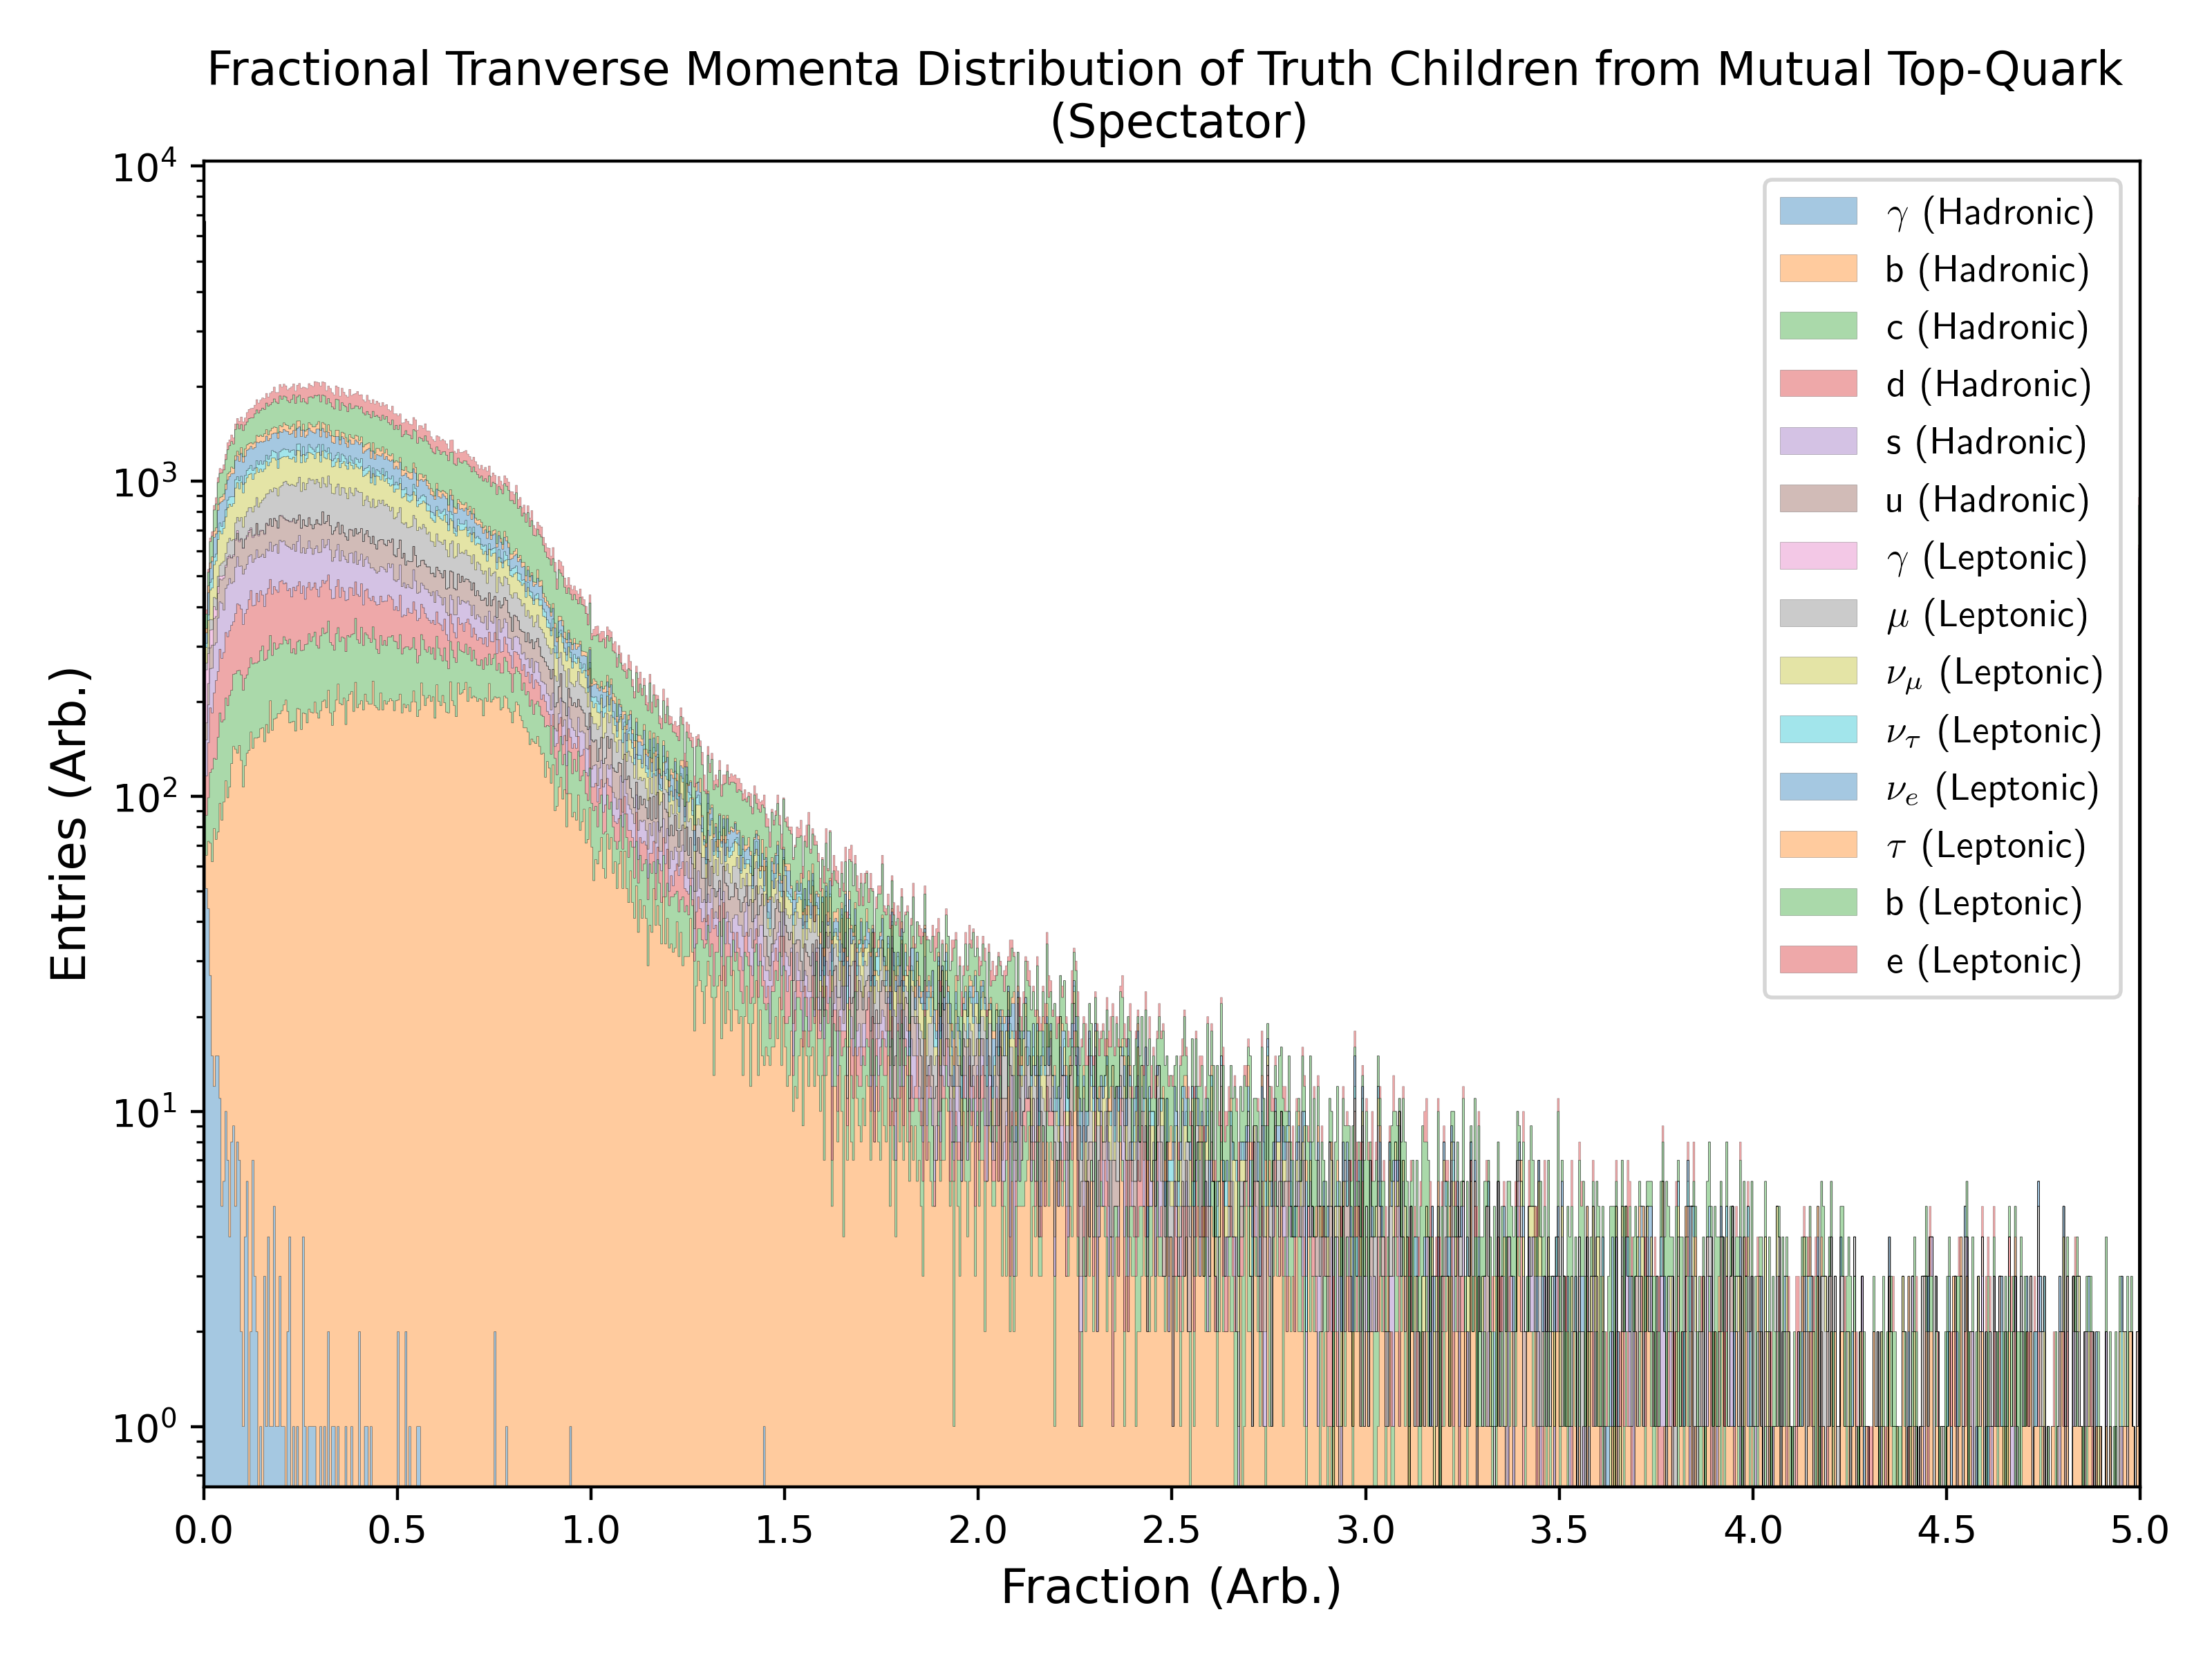 Fractional Tranverse Momenta Distribution of Truth Children from Mutual Top-Quark
(Spectator)
Entries (Arb.)
10⁴
10³
10²
10¹
10⁰
0.0 0.5 1.0 1.5 2.0 2.5 3.0 3.5 4.0 4.5 5.0
Fraction (Arb.)
γ (Hadronic)
b (Hadronic)
c (Hadronic)
d (Hadronic)
s (Hadronic)
u (Hadronic)
γ (Leptonic)
μ (Leptonic)
ν_μ (Leptonic)
ν_τ (Leptonic)
ν_e (Leptonic)
τ (Leptonic)
b (Leptonic)
e (Leptonic)